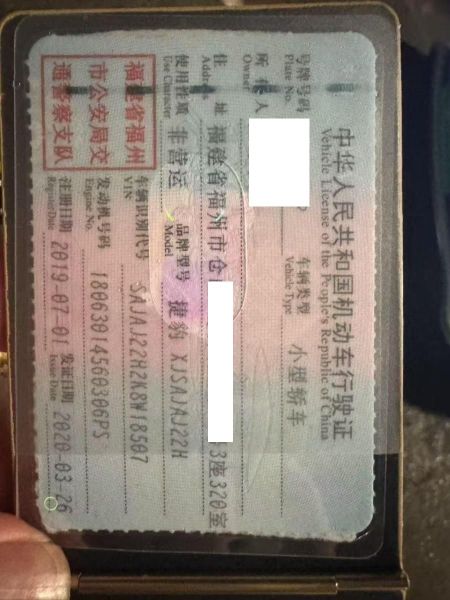 中华人民共和国机动车行驶证
Vehicle License of the People's Republic of China
号牌号码
Plate No.
车辆类型 小型轿车
Vehicle Type
所有人
Owner
住址 福建省福州市仓 3座320室
Address
使用性质 非营运 品牌型号 捷豹 XJSAJAJ22H
Use Character Model
福建省福州
市公安局交
通警察支队
车辆识别代号 SAJAJ22H2K8W18507
VIN
发动机号码 18063014560306PS
Engine No.
注册日期 2019-07-01 发证日期 2020-03-26
Register Date Issue Date